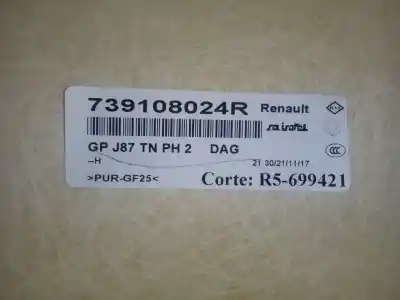 739108024R Renault
GP J87 TN PH 2 DAG
--H 21 30/21/11/17
>PUR-GF25< Corte: R5-699421